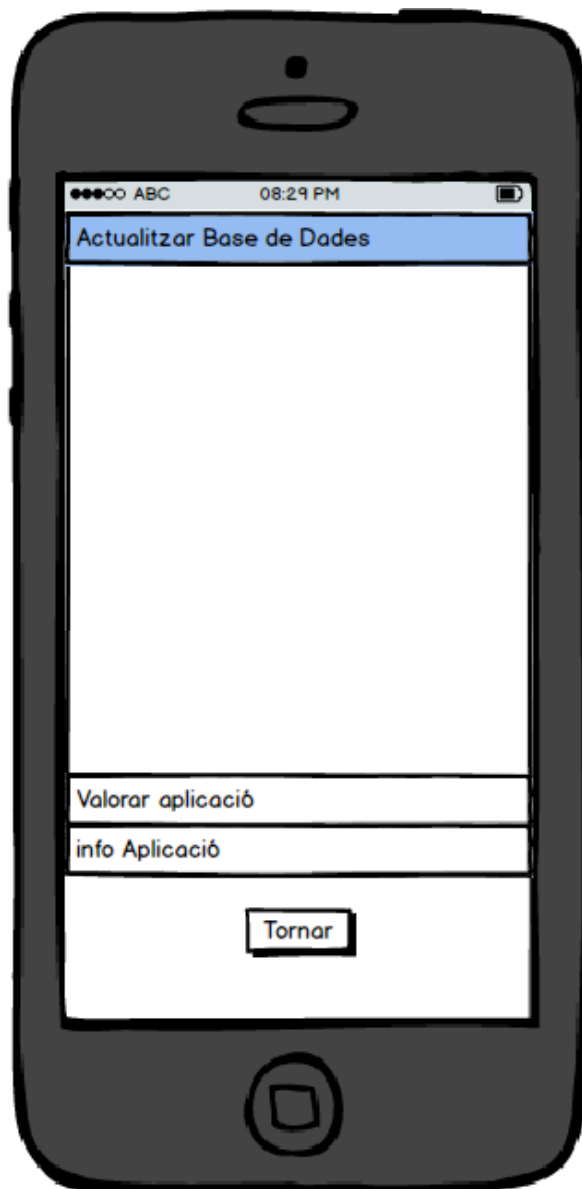 ABC 08:29 PM
Actualitzar Base de Dades
Valorar aplicació
info Aplicació
Tornar